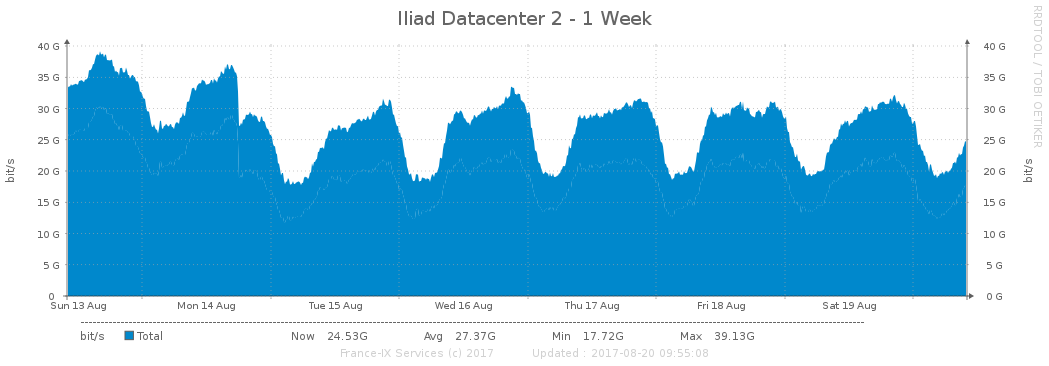 Iliad Datacenter 2 - 1 Week
RRDTOOL / TOBI OETIKER
bit/s
bit/s
40 G 40 G
35 G 35 G
30 G 30 G
25 G 25 G
20 G 20 G
15 G 15 G
10 G 10 G
5 G 5 G
0 0 G
Sun 13 Aug Mon 14 Aug Tue 15 Aug Wed 16 Aug Thu 17 Aug Fri 18 Aug Sat 19 Aug
bit/s Total Now 24.53G Avg 27.37G Min 17.72G Max 39.13G
France-IX Services (c) 2017 Updated : 2017-08-20 09:55:08